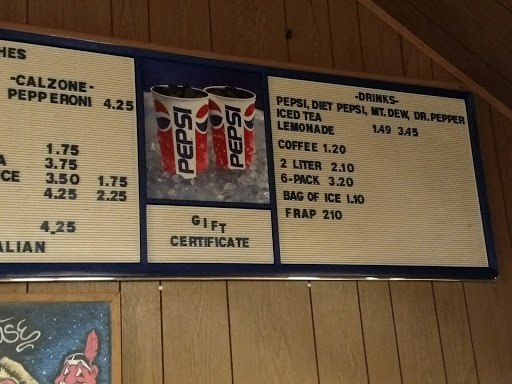 HES
-CALZONE-
PEPPERONI 4.25
1.75
A 3.75
CE 3.50 1.75
4.25 2.25
4.25
ALIAN
PEPSI
PEPSI
GIFT
CERTIFICATE
-DRINKS-
PEPSI, DIET PEPSI, MT. DEW, DR. PEPPER
ICED TEA
LEMONADE 1.49 3.45
COFFEE 1.20
2 LITER 2.10
6-PACK 3.20
BAG OF ICE 1.10
FRAP 210